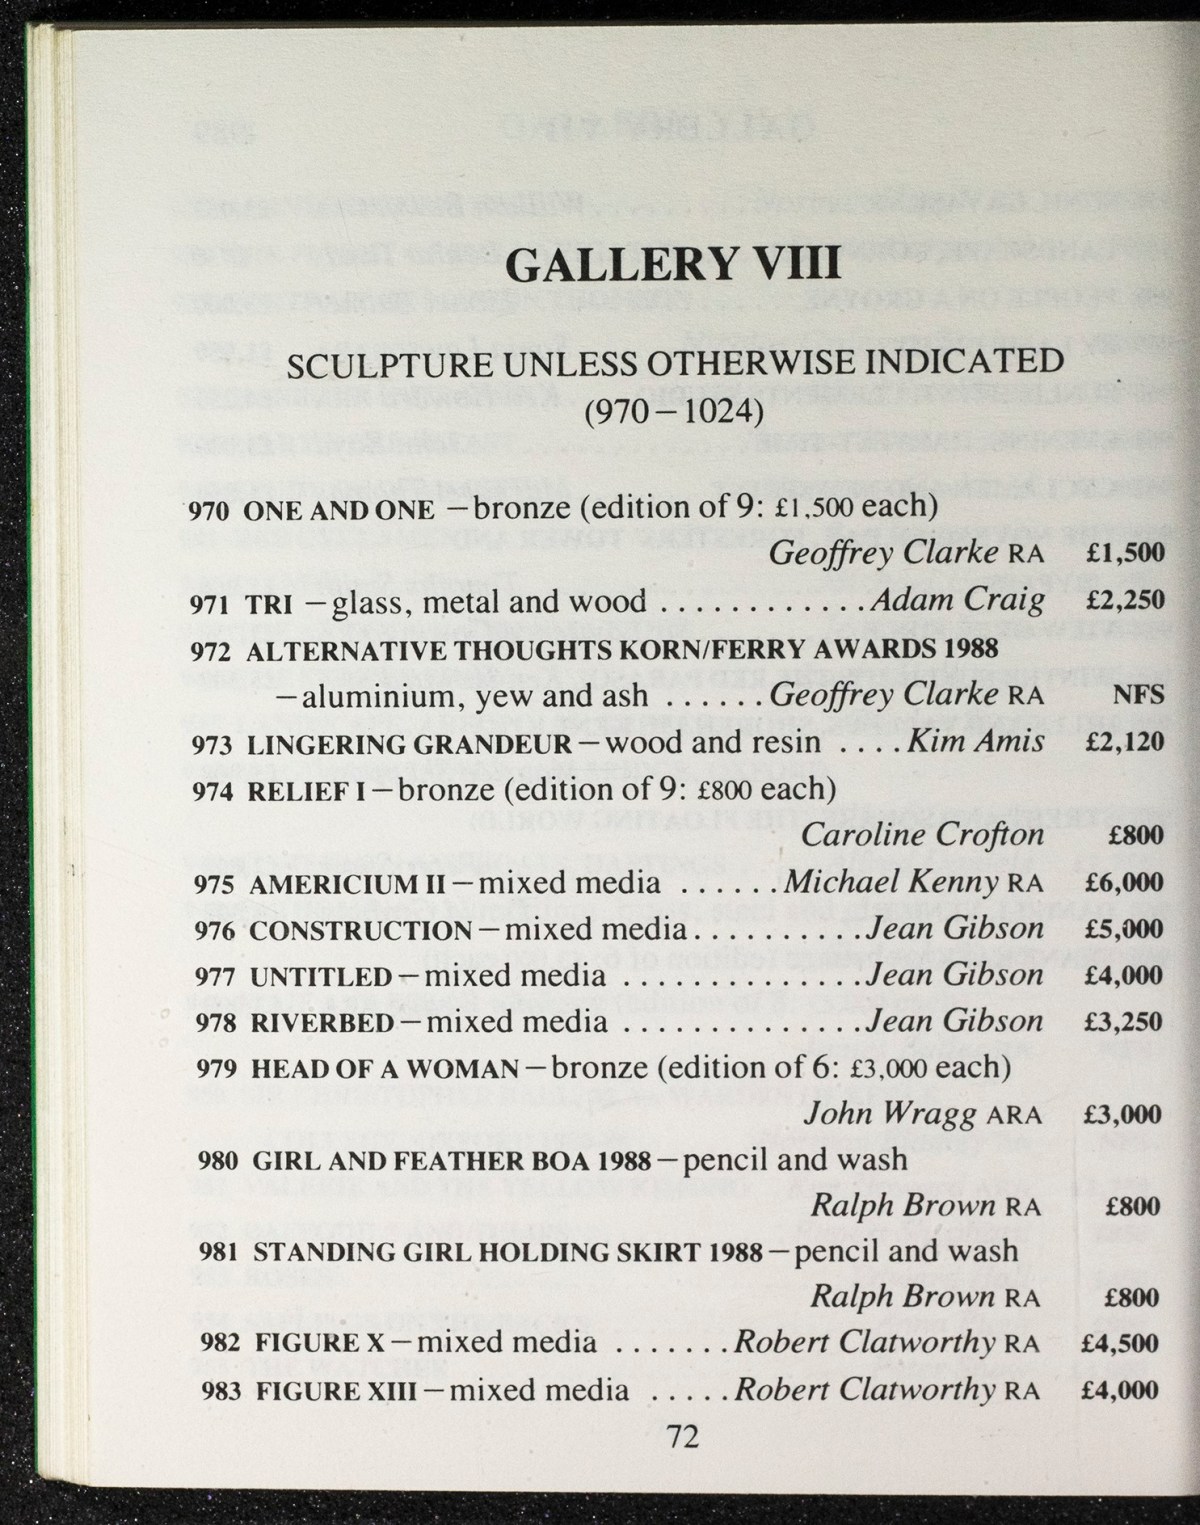 GALLERY VIII
SCULPTURE UNLESS OTHERWISE INDICATED
(970–1024)
970 ONE AND ONE – bronze (edition of 9: £1,500 each)
Geoffrey Clarke RA £1,500
971 TRI – glass, metal and wood ............ Adam Craig £2,250
972 ALTERNATIVE THOUGHTS KORN/FERRY AWARDS 1988
– aluminium, yew and ash ...... Geoffrey Clarke RA NFS
973 LINGERING GRANDEUR – wood and resin .... Kim Amis £2,120
974 RELIEF I – bronze (edition of 9: £800 each)
Caroline Crofton £800
975 AMERICIUM II – mixed media ...... Michael Kenny RA £6,000
976 CONSTRUCTION – mixed media .......... Jean Gibson £5,000
977 UNTITLED – mixed media .............. Jean Gibson £4,000
978 RIVERBED – mixed media .............. Jean Gibson £3,250
979 HEAD OF A WOMAN – bronze (edition of 6: £3,000 each)
John Wragg ARA £3,000
980 GIRL AND FEATHER BOA 1988 – pencil and wash
Ralph Brown RA £800
981 STANDING GIRL HOLDING SKIRT 1988 – pencil and wash
Ralph Brown RA £800
982 FIGURE X – mixed media ....... Robert Clatworthy RA £4,500
983 FIGURE XIII – mixed media ..... Robert Clatworthy RA £4,000
72